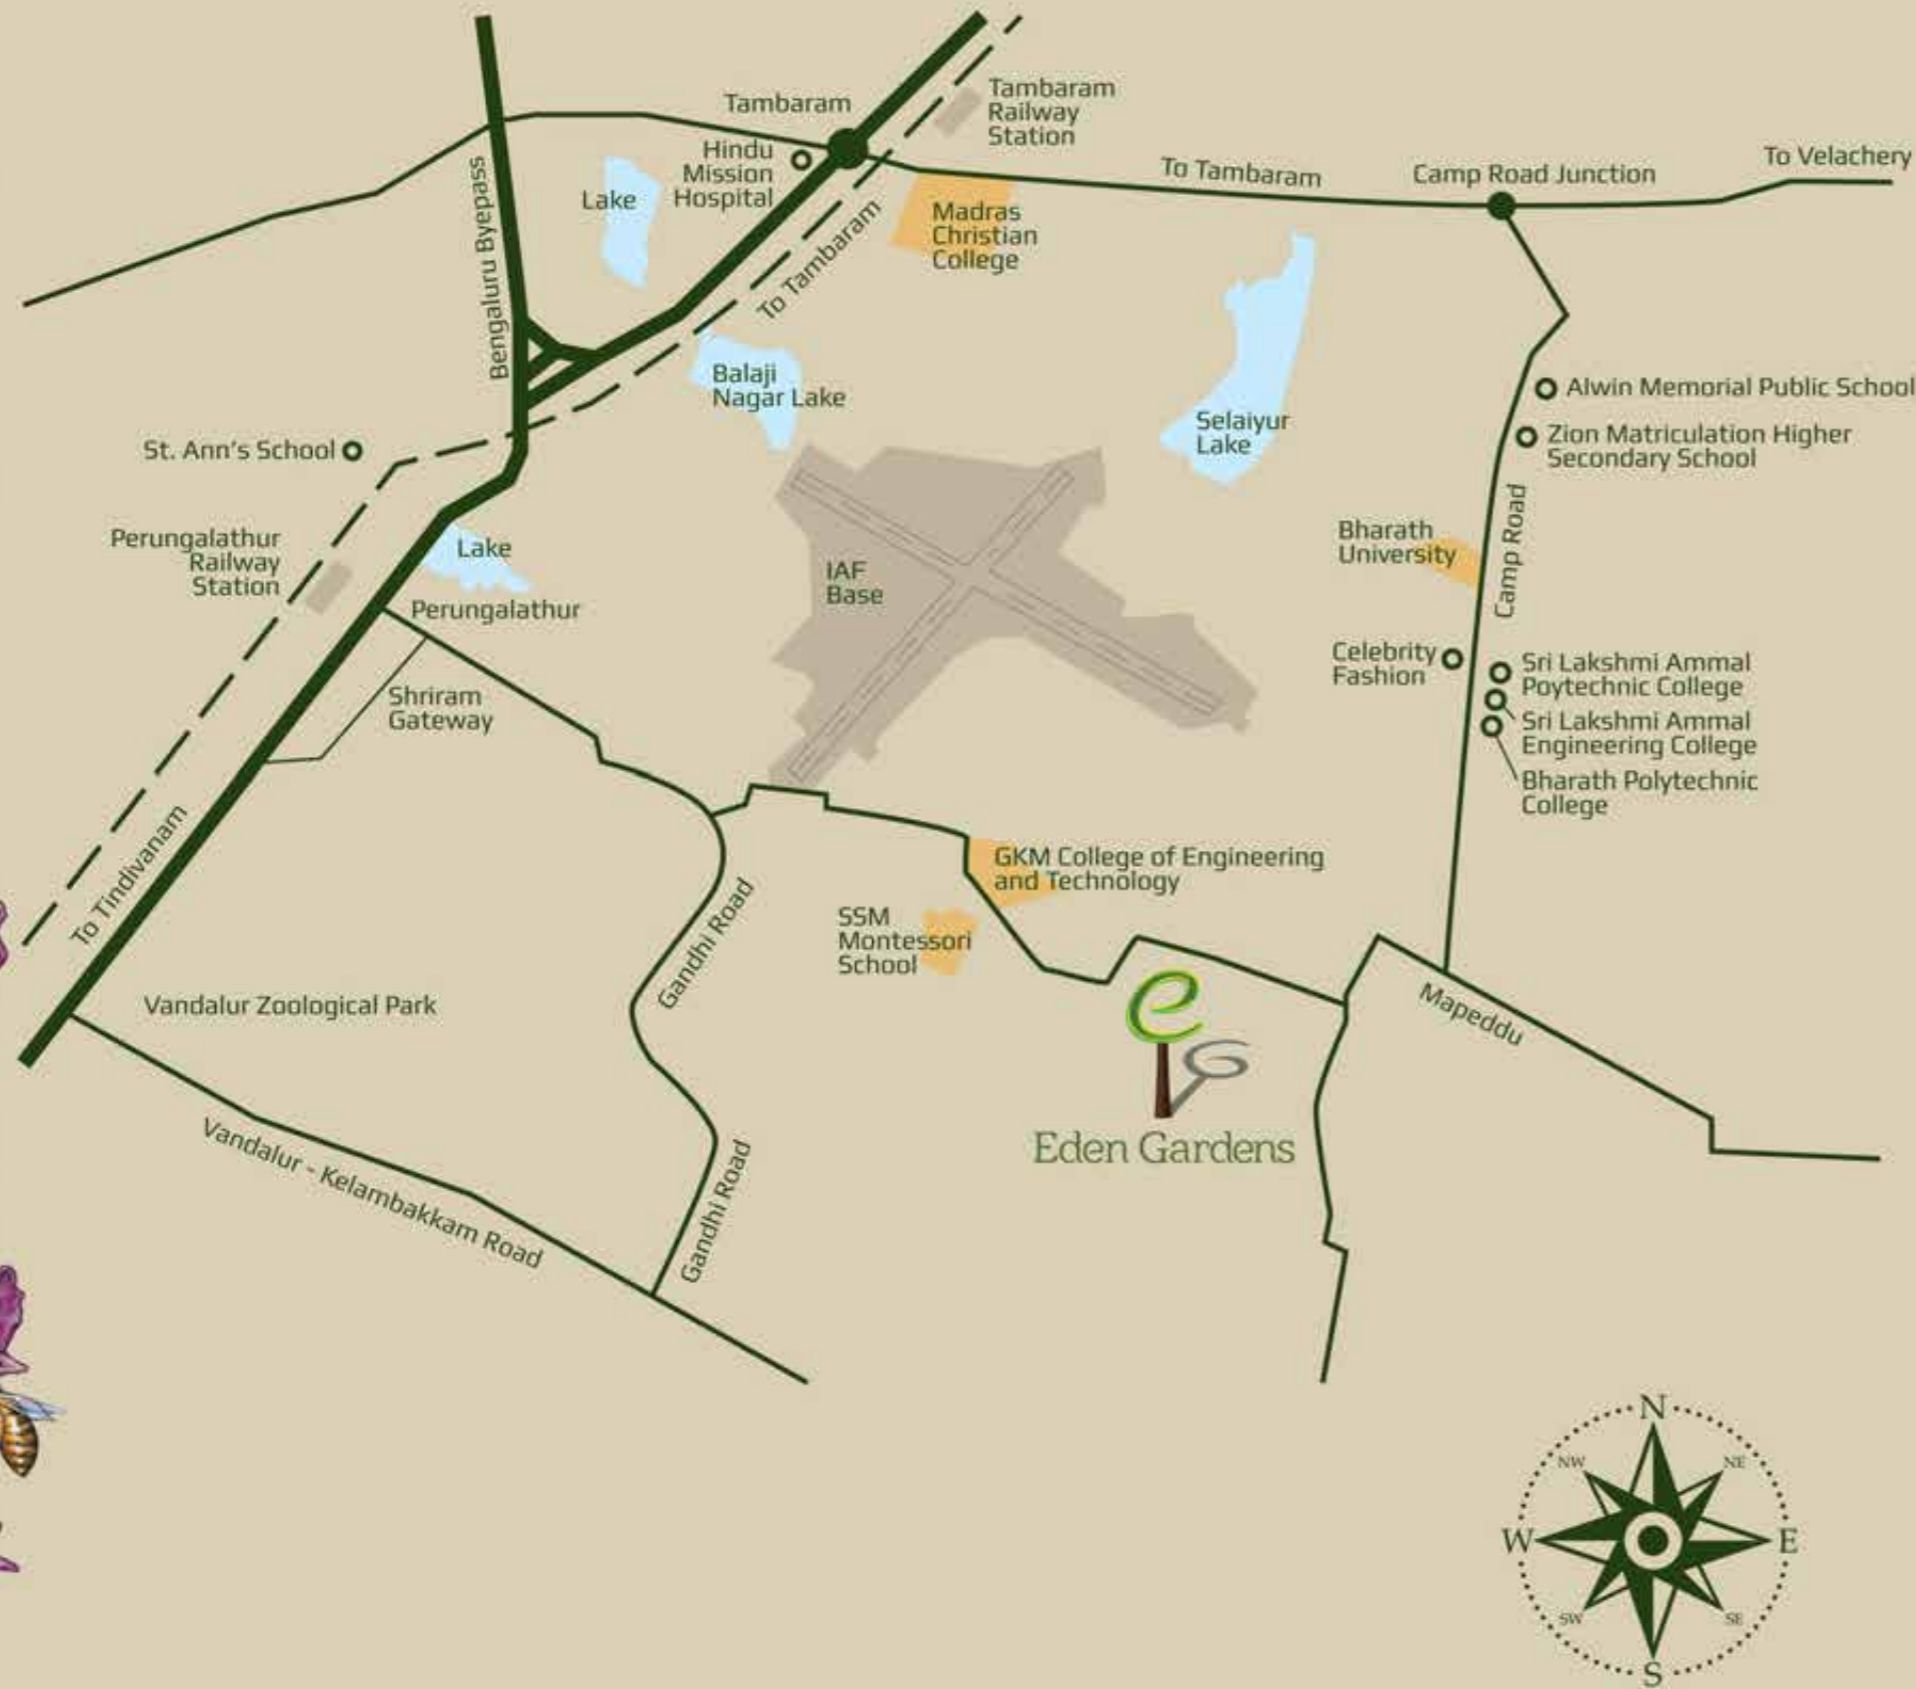 Tambaram
Tambaram
Railway
Station
Hindu
Mission
Hospital
To Tambaram
Camp Road Junction
To Velachery
Bengaluru Byepass
Lake
To Tambaram
Madras
Christian
College
Balaji
Nagar Lake
Selaiyur
Lake
Alwin Memorial Public School
Zion Matriculation Higher
Secondary School
St. Ann's School
Camp Road
Perungalathur
Railway
Station
Lake
Perungalathur
IAF
Base
Bharath
University
Celebrity
Fashion
Sri Lakshmi Ammal
Poytechnic College
Sri Lakshmi Ammal
Engineering College
Bharath Polytechnic
College
Shriram
Gateway
To Tindivanam
GKM College of Engineering
and Technology
SSM
Montessori
School
Gandhi Road
Vandalur Zoological Park
Mapeddu
e
G
Eden Gardens
Vandalur - Kelambakkam Road
Gandhi Road
N
NW
NE
W
E
SW
SE
S